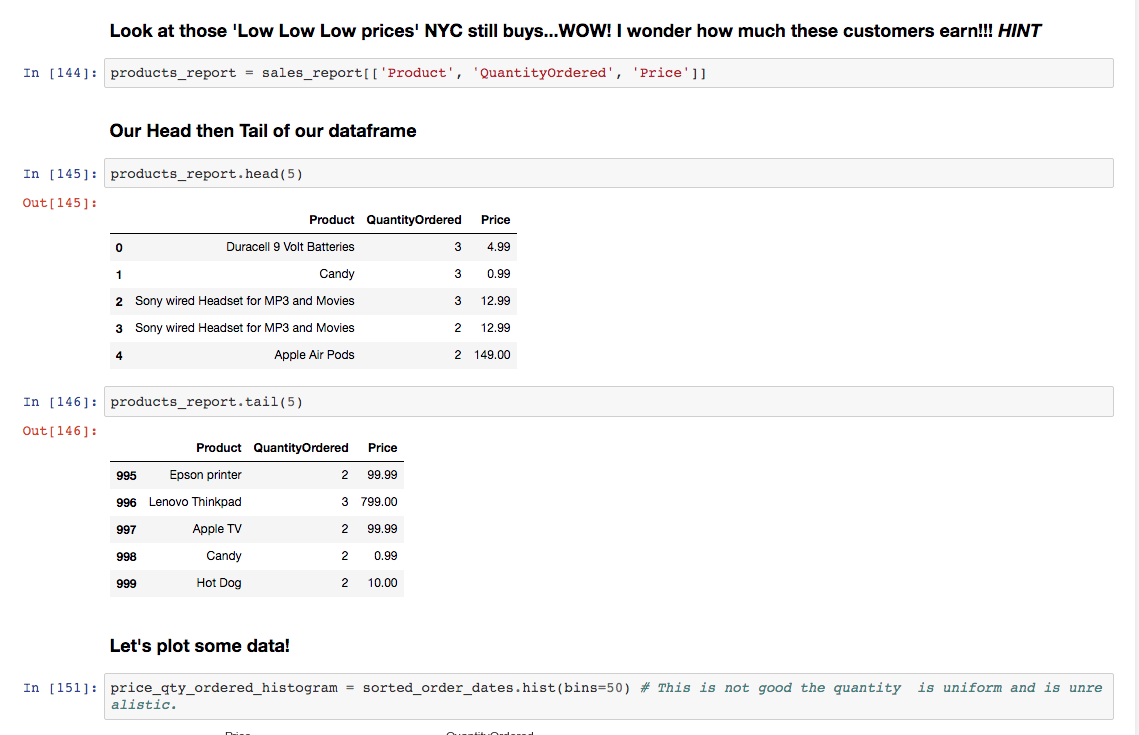 Look at those 'Low Low Low prices' NYC still buys...WOW! I wonder how much these customers earn!!! HINT
In [144]: products_report = sales_report[['Product', 'QuantityOrdered', 'Price']]
Our Head then Tail of our dataframe
In [145]: products_report.head(5)
Out[145]:
Product QuantityOrdered Price
0 Duracell 9 Volt Batteries 3 4.99
1 Candy 3 0.99
2 Sony wired Headset for MP3 and Movies 3 12.99
3 Sony wired Headset for MP3 and Movies 2 12.99
4 Apple Air Pods 2 149.00
In [146]: products_report.tail(5)
Out[146]:
Product QuantityOrdered Price
995 Epson printer 2 99.99
996 Lenovo Thinkpad 3 799.00
997 Apple TV 2 99.99
998 Candy 2 0.99
999 Hot Dog 2 10.00
Let's plot some data!
In [151]: price_qty_ordered_histogram = sorted_order_dates.hist(bins=50) # This is not good the quantity  is uniform and is unre
alistic.
Price QuantityOrdered